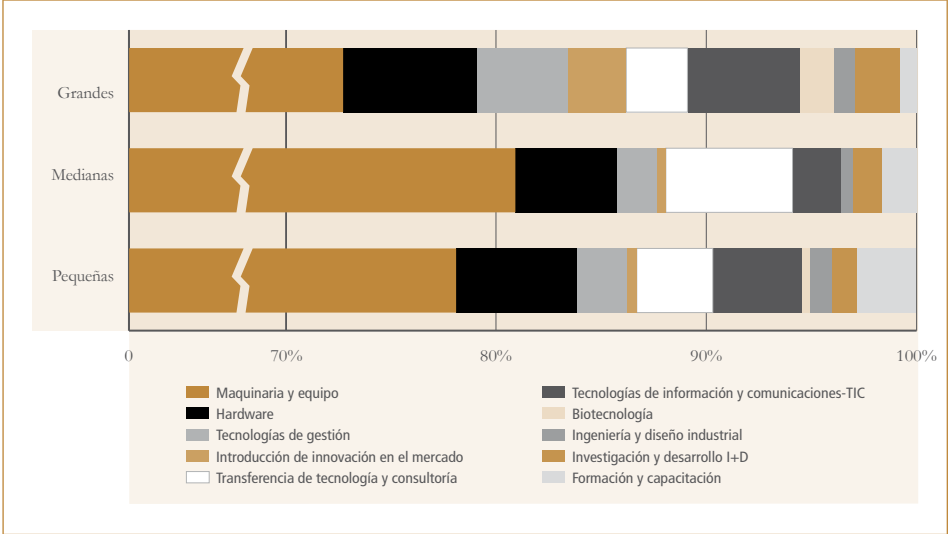 Grandes
Medianas
Pequeñas
0 70% 80% 90% 100%
Maquinaria y equipo
Hardware
Tecnologías de gestión
Introducción de innovación en el mercado
Transferencia de tecnología y consultoría
Tecnologías de información y comunicaciones-TIC
Biotecnología
Ingeniería y diseño industrial
Investigación y desarrollo I+D
Formación y capacitación